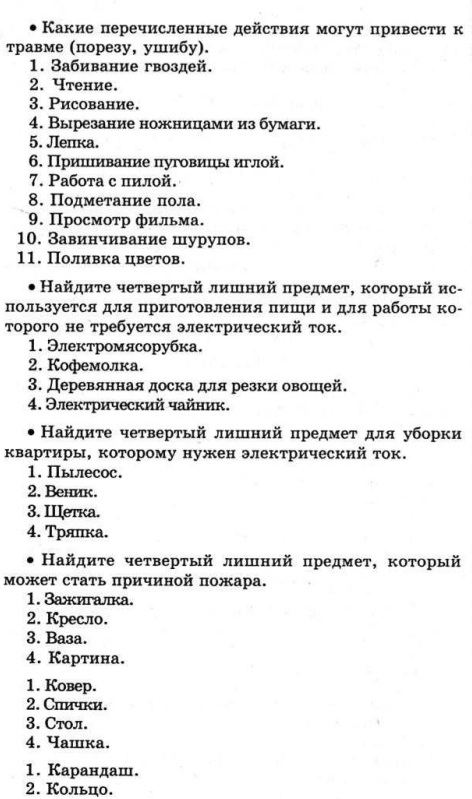 • Какие перечисленные действия могут привести к
травме (порезу, ушибу).
1. Забивание гвоздей.
2. Чтение.
3. Рисование.
4. Вырезание ножницами из бумаги.
5. Лепка.
6. Пришивание пуговицы иглой.
7. Работа с пилой.
8. Подметание пола.
9. Просмотр фильма.
10. Завинчивание шурупов.
11. Поливка цветов.
• Найдите четвертый лишний предмет, который ис-
пользуется для приготовления пищи и для работы ко-
торого не требуется электрический ток.
1. Электромясорубка.
2. Кофемолка.
3. Деревянная доска для резки овощей.
4. Электрический чайник.
• Найдите четвертый лишний предмет для уборки
квартиры, которому нужен электрический ток.
1. Пылесос.
2. Веник.
3. Щетка.
4. Тряпка.
• Найдите четвертый лишний предмет, который
может стать причиной пожара.
1. Зажигалка.
2. Кресло.
3. Ваза.
4. Картина.
1. Ковер.
2. Спички.
3. Стол.
4. Чашка.
1. Карандаш.
2. Кольцо.